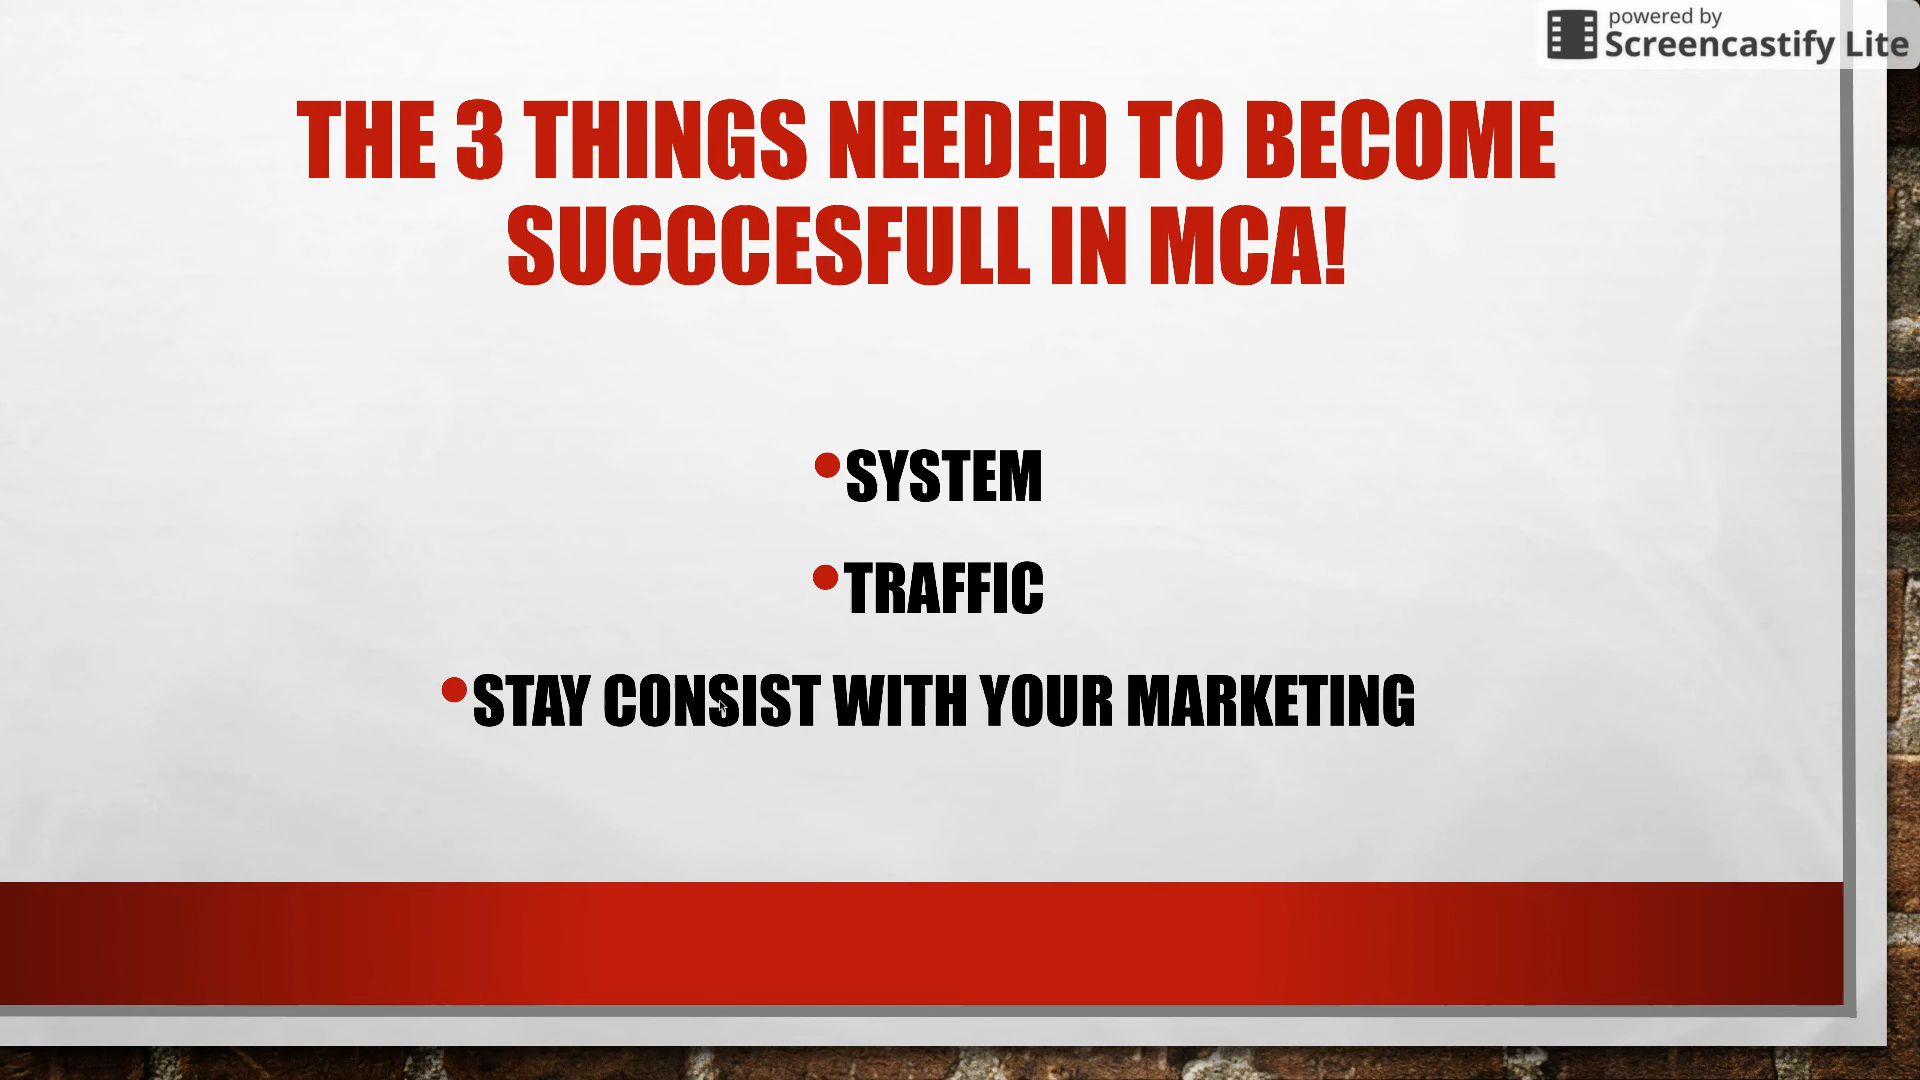 powered by
Screencastify Lite
THE 3 THINGS NEEDED TO BECOME
SUCCCESFULL IN MCA!
•SYSTEM
•TRAFFIC
•STAY CONSIST WITH YOUR MARKETING